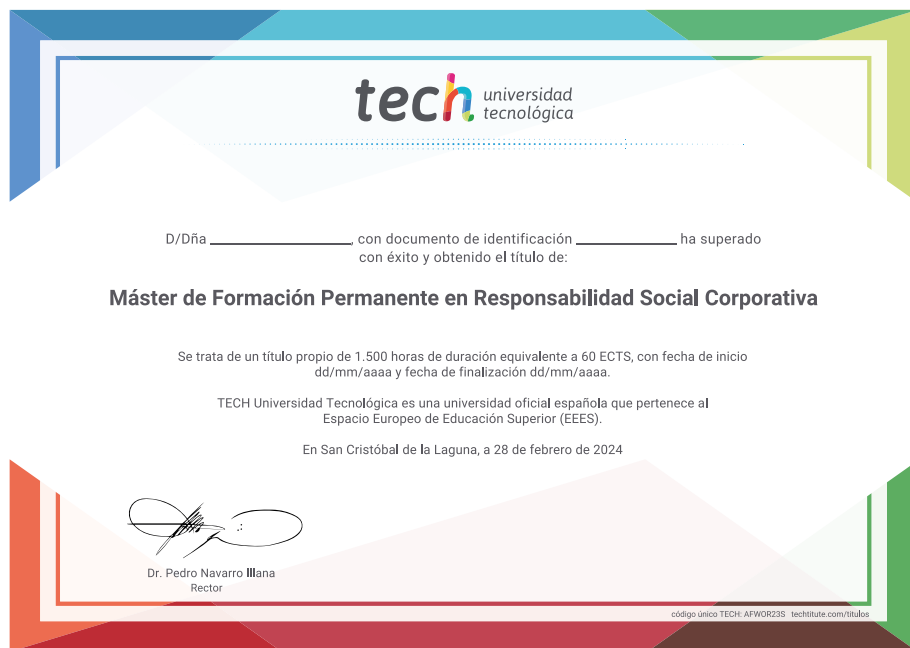 tech universidad
tecnológica
D/Dña ________________, con documento de identificación ____________ ha superado
con éxito y obtenido el título de:
Máster de Formación Permanente en Responsabilidad Social Corporativa
Se trata de un título propio de 1.500 horas de duración equivalente a 60 ECTS, con fecha de inicio
dd/mm/aaaa y fecha de finalización dd/mm/aaaa.
TECH Universidad Tecnológica es una universidad oficial española que pertenece al
Espacio Europeo de Educación Superior (EEES).
En San Cristóbal de la Laguna, a 28 de febrero de 2024
Dr. Pedro Navarro Illana
Rector
código único TECH: AFWOR23S techtitute.com/titulos